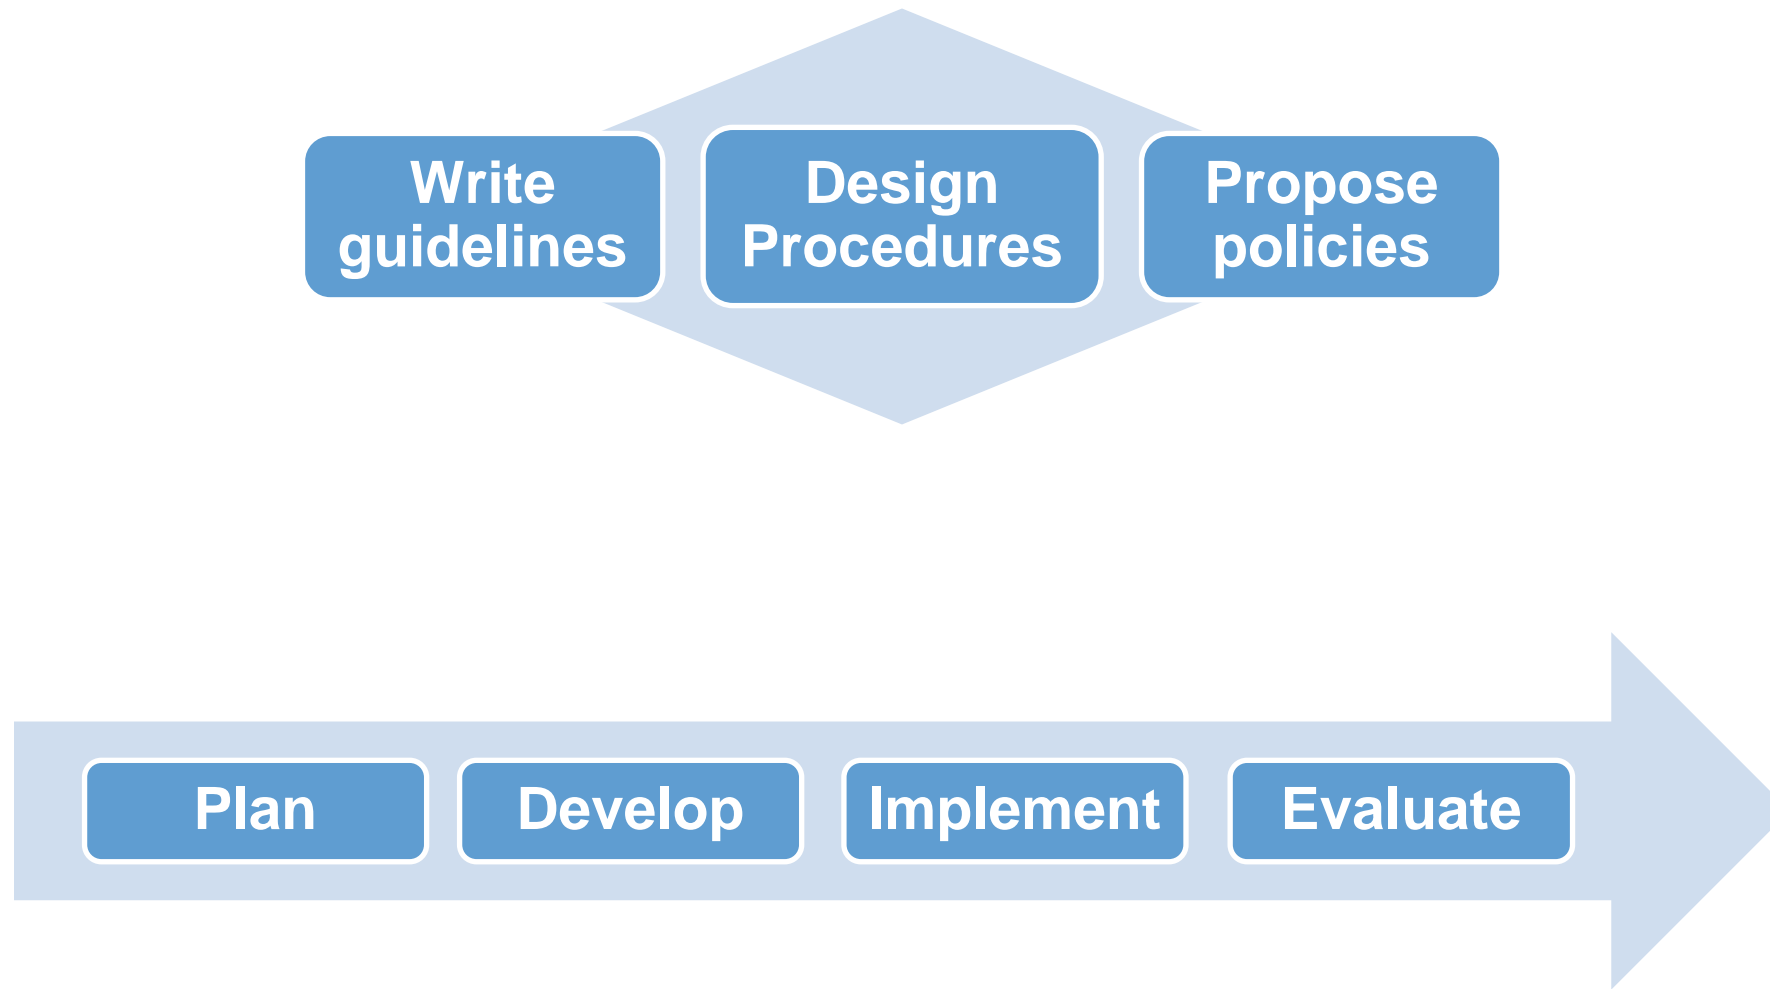 Write
guidelines
Design
Procedures
Propose
policies
Plan
Develop
Implement
Evaluate